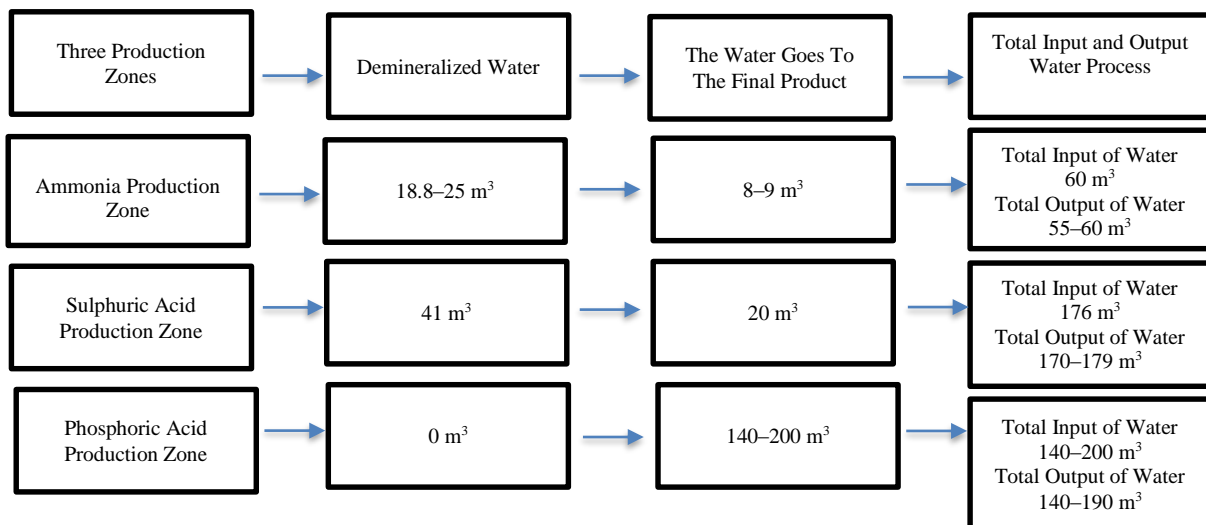 Three Production
Zones
Demineralized Water
The Water Goes To
The Final Product
Total Input and Output
Water Process
Ammonia Production
Zone
18.8–25 m³
8–9 m³
Total Input of Water
60 m³
Total Output of Water
55–60 m³
Sulphuric Acid
Production Zone
41 m³
20 m³
Total Input of Water
176 m³
Total Output of Water
170–179 m³
Phosphoric Acid
Production Zone
0 m³
140–200 m³
Total Input of Water
140–200 m³
Total Output of Water
140–190 m³